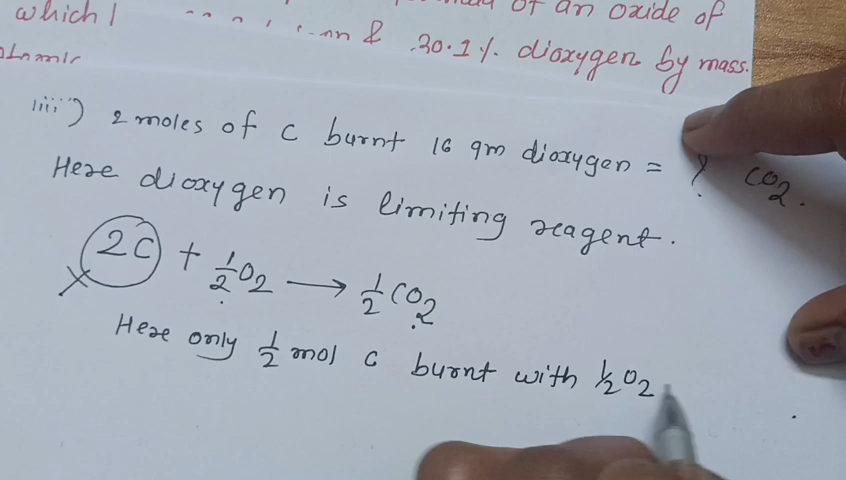 of an oxide of
which
& 30.1% dioxygen by mass.
iii) 2 moles of C burnt 16 gm dioxygen = ? CO2.
Here dioxygen is limiting reagent.
2C + 1/2 O2 → 1/2 CO2
Here only 1/2 mol C burnt with 1/2 O2